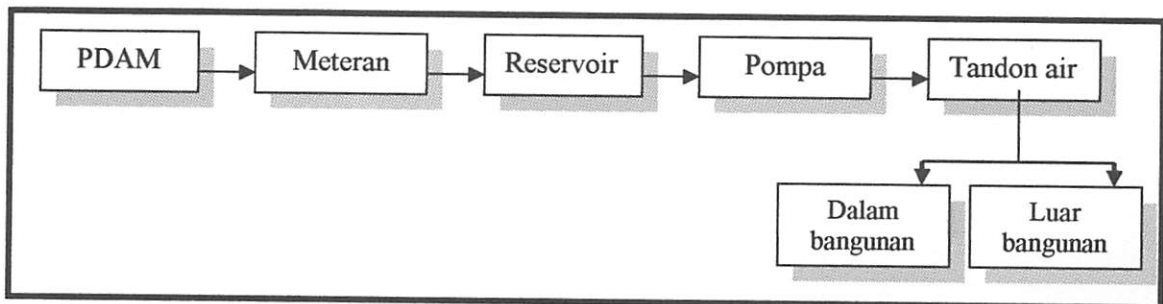 PDAM
Meteran
Reservoir
Pompa
Tandon air
Dalam
bangunan
Luar
bangunan